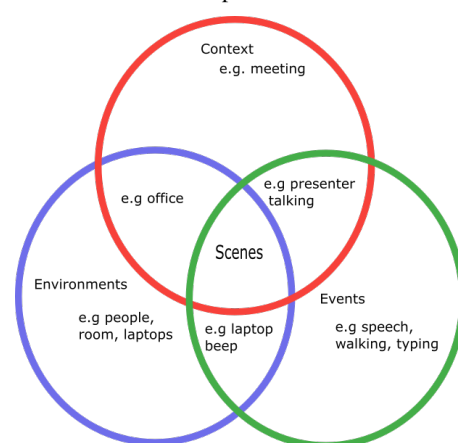 Context
e.g. meeting
e.g office
e.g presenter
talking
Scenes
Environments
e.g people,
room, laptops
e.g laptop
beep
Events
e.g speech,
walking, typing